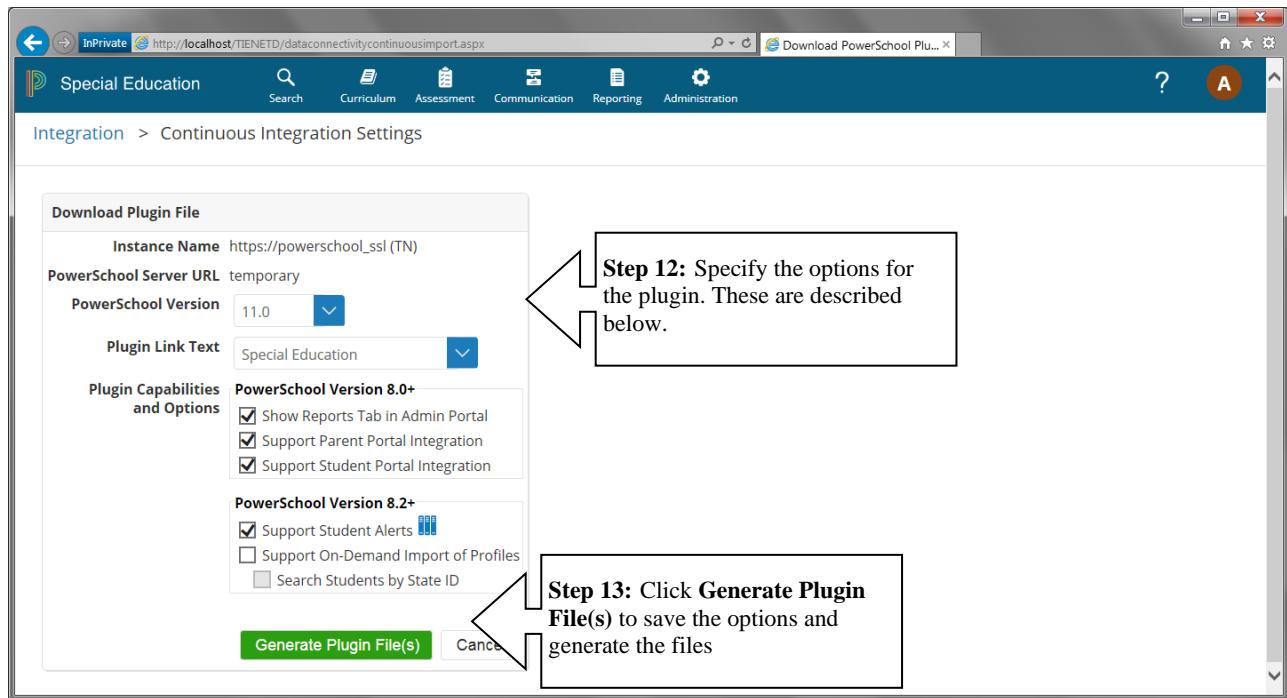 InPrivate http://localhost/TIENETD/dataconnectivitycontinuousimport.aspx Download PowerSchool Plu... ×
Special Education Search Curriculum Assessment Communication Reporting Administration ? A
Integration > Continuous Integration Settings
Download Plugin File
Instance Name https://powerschool_ssl (TN)
PowerSchool Server URL temporary
PowerSchool Version 11.0
Plugin Link Text Special Education
Plugin Capabilities and Options
PowerSchool Version 8.0+
Show Reports Tab in Admin Portal
Support Parent Portal Integration
Support Student Portal Integration
PowerSchool Version 8.2+
Support Student Alerts
Support On-Demand Import of Profiles
Search Students by State ID
Generate Plugin File(s) Cance
Step 12: Specify the options for
the plugin. These are described
below.
Step 13: Click Generate Plugin
File(s) to save the options and
generate the files